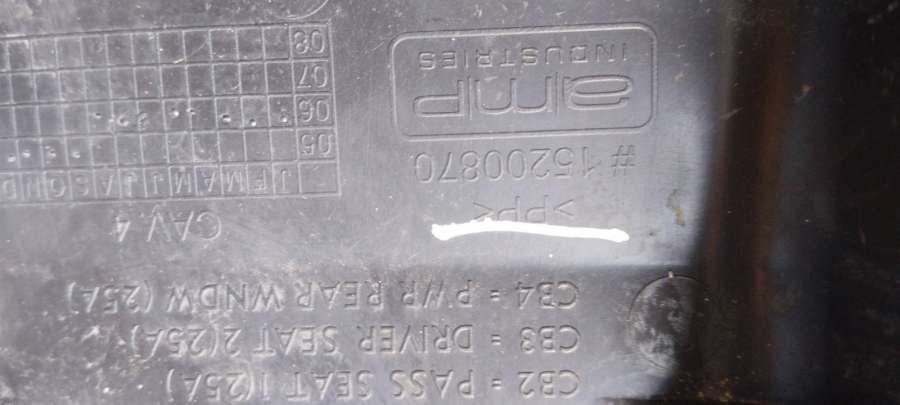 CB2 = PASS SEAT 1(25A)
CB3 = DRIVER SEAT 2(25A)
CB4 = PWR REAR WNDW (25A)
CAV. 4
>PP<
#15200870
emp
INDUSTRIES
J F M A M J J A S O N D
05
06
07
08